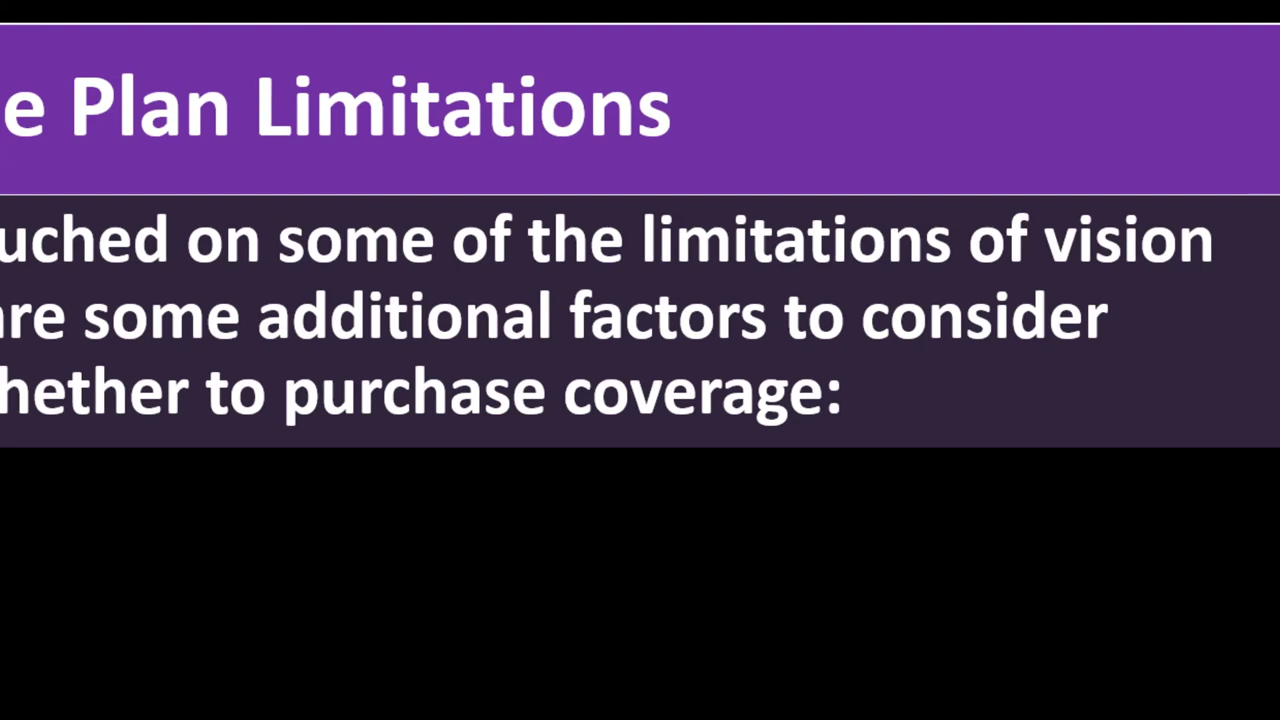 e Plan Limitations
uched on some of the limitations of vision
re some additional factors to consider
hether to purchase coverage: